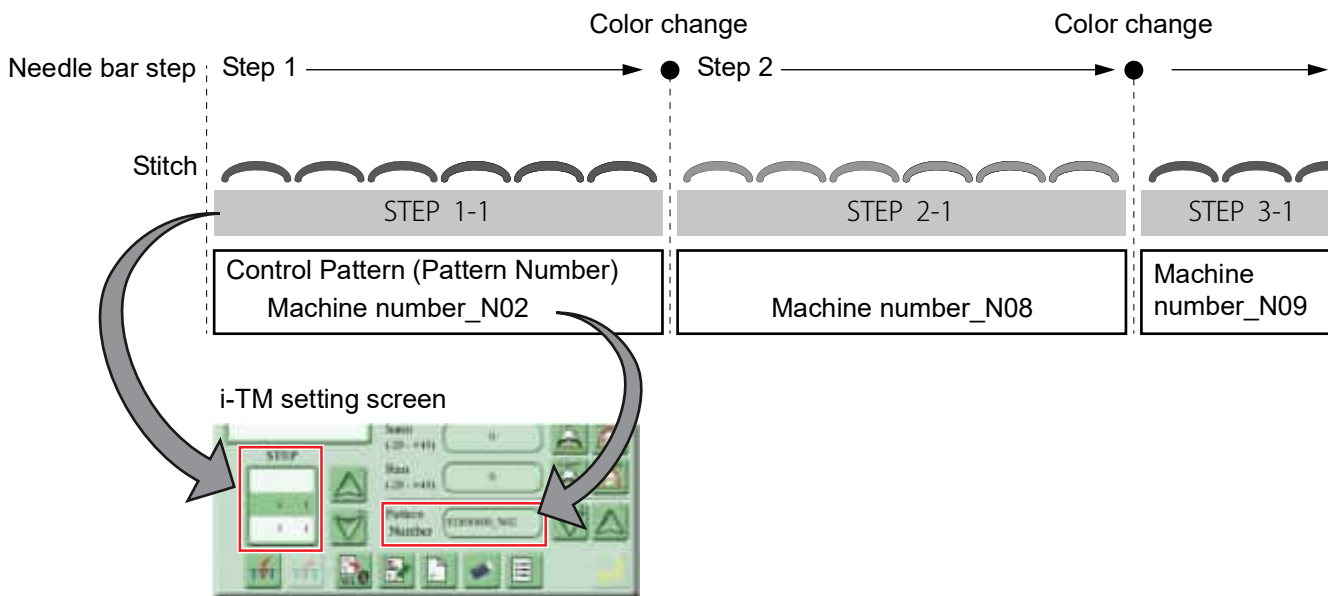 Color change
Color change
Needle bar step
Step 1
Step 2
Stitch
STEP 1-1
STEP 2-1
STEP 3-1
Control Pattern (Pattern Number)
Machine number_N02
Machine number_N08
Machine
number_N09
i-TM setting screen
STEP
Pattern
Number